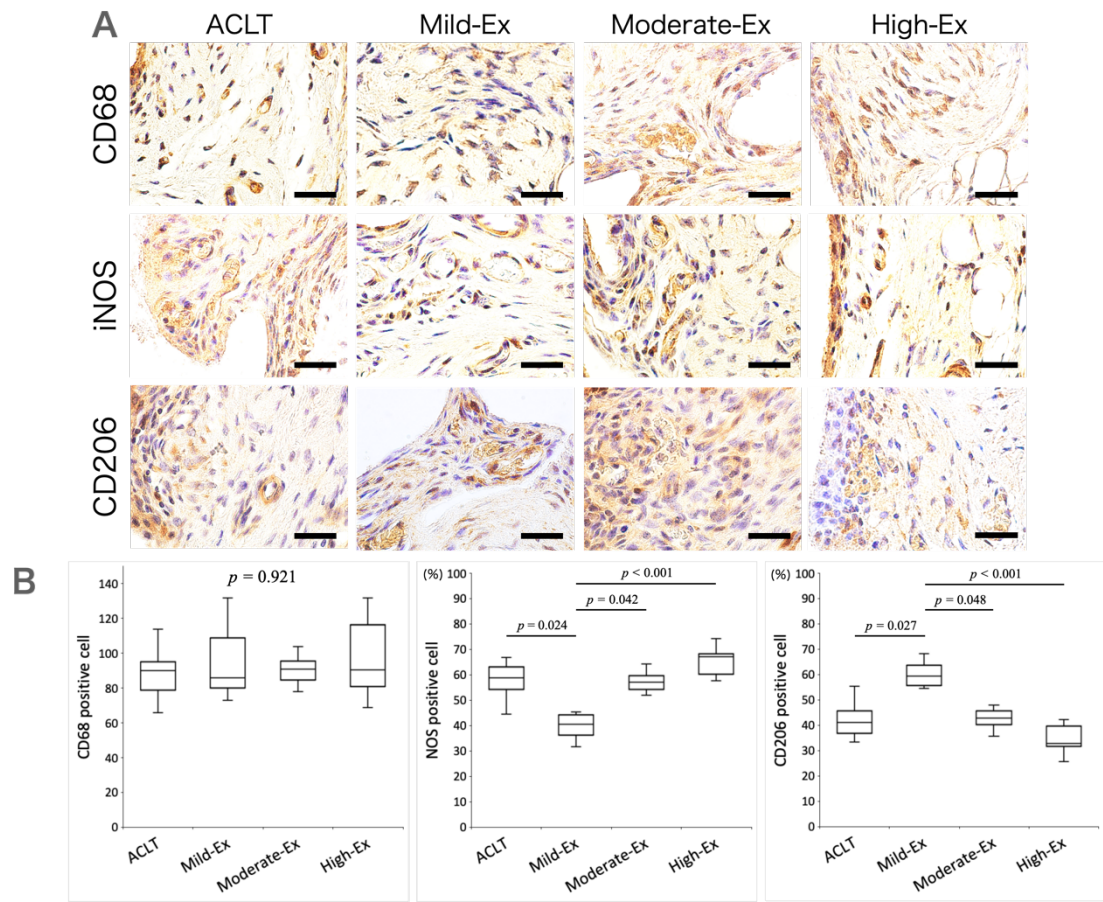 A
ACLT Mild-Ex Moderate-Ex High-Ex
CD68
iNOS
CD206
B
p = 0.921
CD68 positive cell
140
120
100
80
60
40
20
0
ACLT Mild-Ex Moderate-Ex High-Ex
(%)
p < 0.001
p = 0.042
p = 0.024
NOS positive cell
100
90
80
70
60
50
40
30
20
10
0
ACLT Mild-Ex Moderate-Ex High-Ex
(%)
p < 0.001
p = 0.048
p = 0.027
CD206 positive cell
100
90
80
70
60
50
40
30
20
10
0
ACLT Mild-Ex Moderate-Ex High-Ex